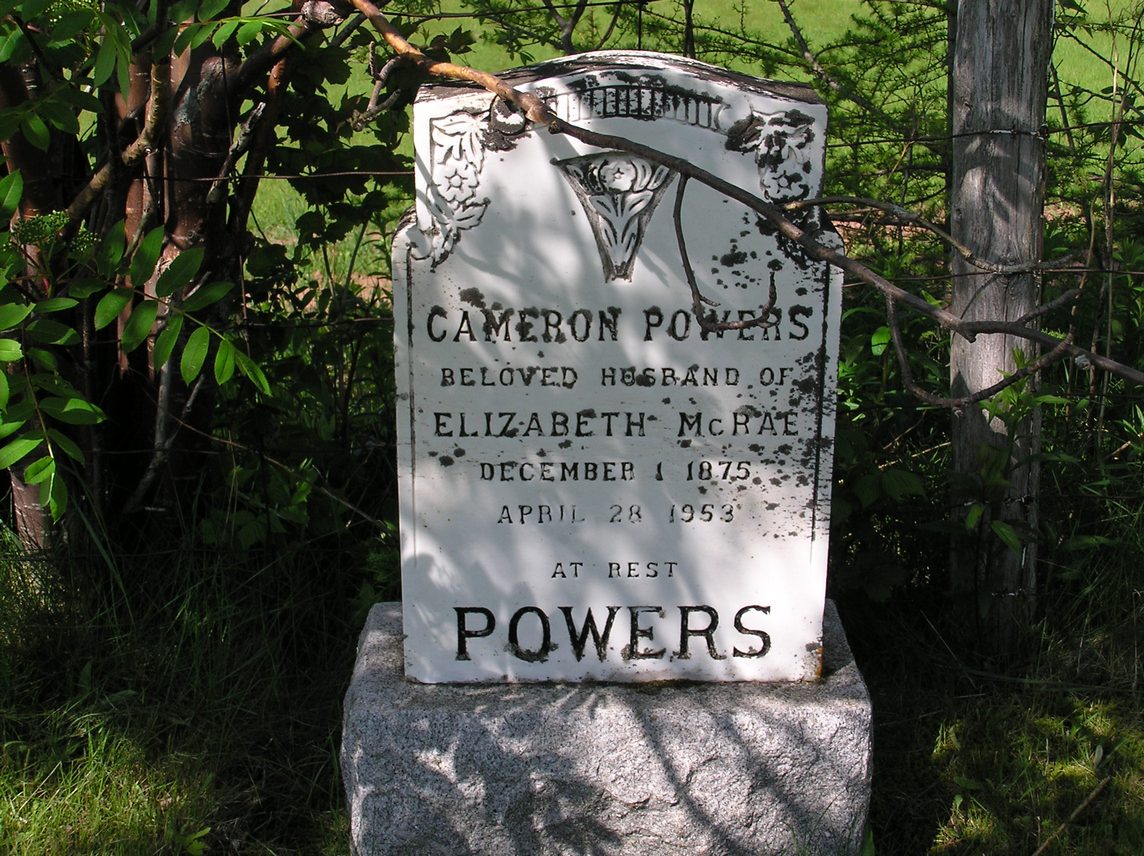 CAMERON POWERS
BELOVED HUSBAND OF
ELIZABETH McRAE
DECEMBER 1 1875
APRIL 28 1953
AT REST
POWERS